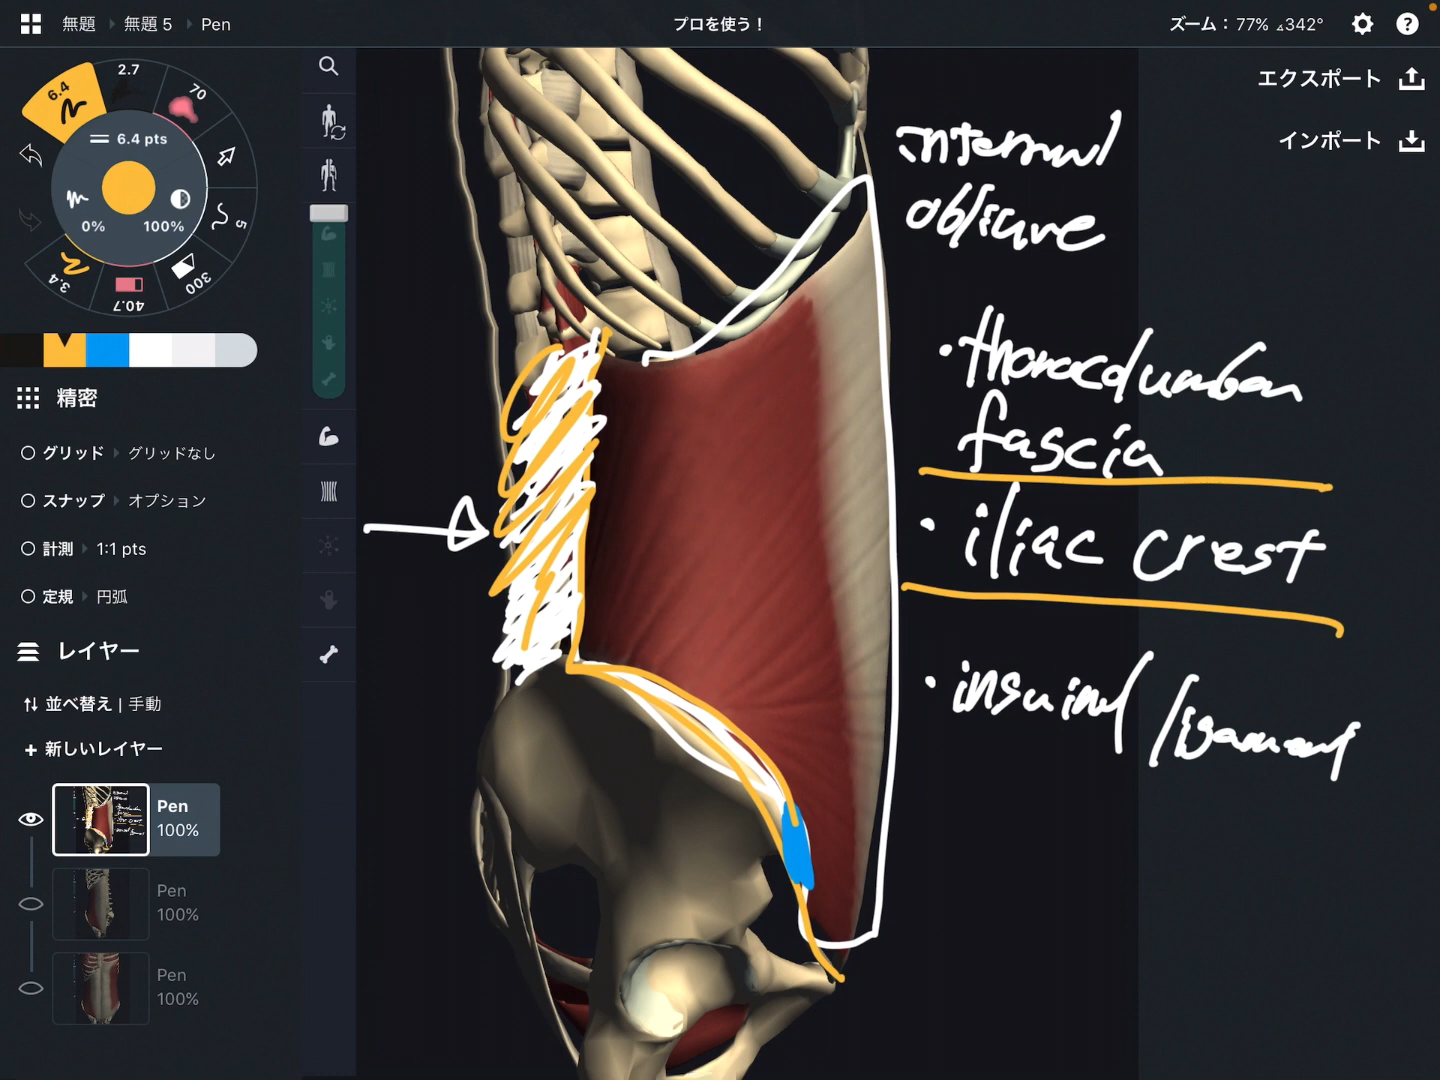 無題 無題 5 Pen
プロを使う！
ズーム： 77% ⦟342°
エクスポート
インポート
6.4
2.7
70
5
300
40.7
3.4
6.4 pts
0% 100%
精密
グリッド グリッドなし
スナップ オプション
計測 1:1 pts
定規 円弧
レイヤー
並べ替え | 手動
+ 新しいレイヤー
Pen
100%
Pen
100%
Pen
100%
internal
oblique
・thoracolumbar
fascia
・iliac crest